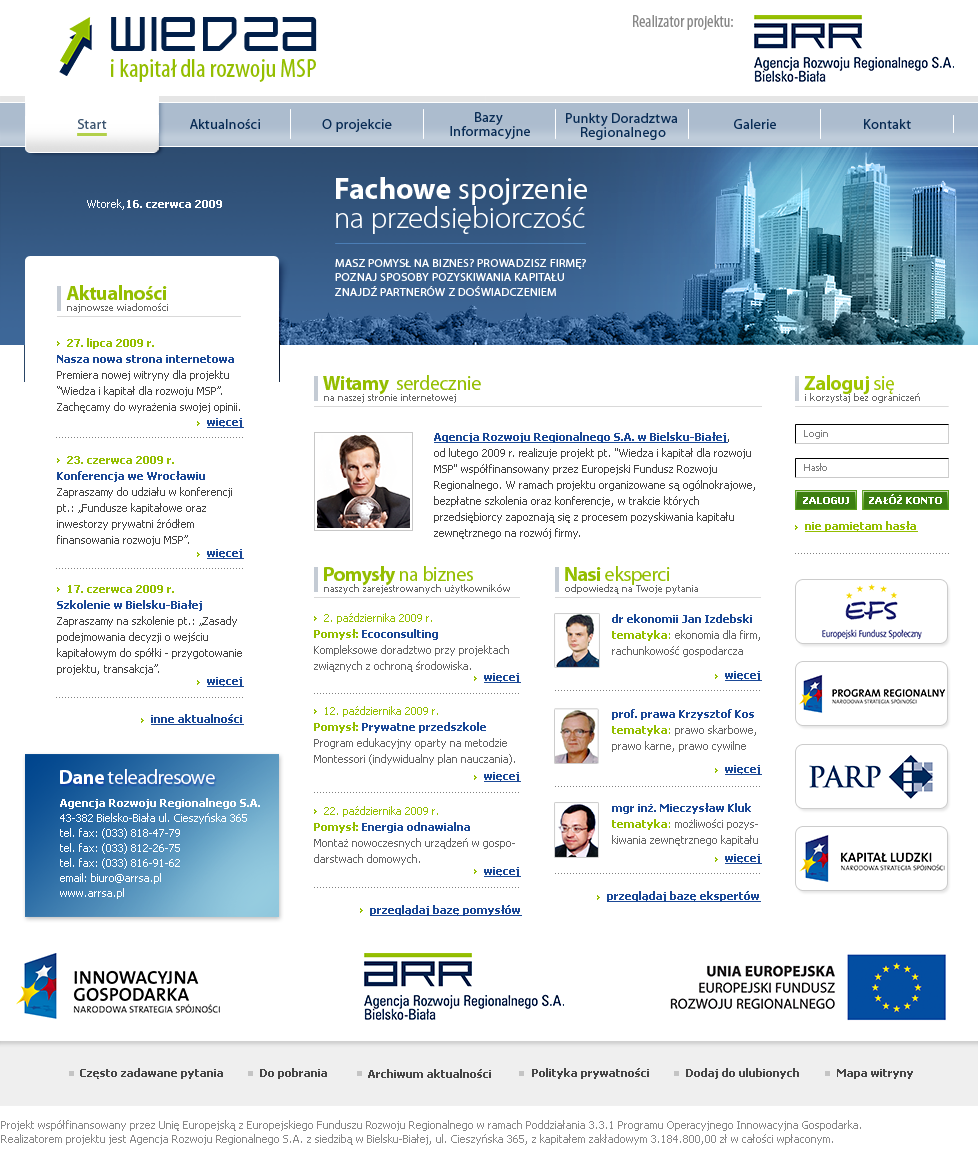 WIEDZA
i kapitał dla rozwoju MSP
Realizator projektu:
ARR
Agencja Rozwoju Regionalnego S.A.
Bielsko-Biała
Start
Aktualności
O projekcie
Bazy
Informacyjne
Punkty Doradztwa
Regionalnego
Galerie
Kontakt
Wtorek,16. czerwca 2009
Fachowe spojrzenie
na przedsiębiorczość
MASZ POMYSŁ NA BIZNES? PROWADZISZ FIRMĘ?
POZNAJ SPOSOBY POZYSKIWANIA KAPITAŁU
ZNAJDŹ PARTNERÓW Z DOŚWIADCZENIEM
Aktualności
najnowsze wiadomości
27. lipca 2009 r.
Nasza nowa strona internetowa
Premiera nowej witryny dla projektu
"Wiedza i kapitał dla rozwoju MSP".
Zachęcamy do wyrażenia swojej opinii.
więcej
23. czerwca 2009 r.
Konferencja we Wrocławiu
Zapraszamy do udziału w konferencji
pt.: „Fundusze kapitałowe oraz
inwestorzy prywatni źródłem
finansowania rozwoju MSP”.
więcej
17. czerwca 2009 r.
Szkolenie w Bielsku-Białej
Zapraszamy na szkolenie pt.: „Zasady
podejmowania decyzji o wejściu
kapitałowym do spółki - przygotowanie
projektu, transakcja”.
więcej
inne aktualności
Dane teleadresowe
Agencja Rozwoju Regionalnego S.A.
43-382 Bielsko-Biała ul. Cieszyńska 365
tel. fax: (033) 818-47-79
tel. fax: (033) 812-26-75
tel. fax: (033) 816-91-62
email: biuro@arrsa.pl
www.arrsa.pl
Witamy serdecznie
na naszej stronie internetowej
Agencja Rozwoju Regionalnego S.A. w Bielsku-Białej,
od lutego 2009 r. realizuje projekt pt. "Wiedza i kapitał dla rozwoju
MSP" współfinansowany przez Europejski Fundusz Rozwoju
Regionalnego. W ramach projektu organizowane są ogólnokrajowe,
bezpłatne szkolenia oraz konferencje, w trakcie których
przedsiębiorcy zapoznają się z procesem pozyskiwania kapitału
zewnętrznego na rozwój firmy.
Pomysły na biznes
naszych zarejestrowanych użytkowników
2. października 2009 r.
Pomysł: Ecoconsulting
Kompleksowe doradztwo przy projektach
związnych z ochroną środowiska.
więcej
12. października 2009 r.
Pomysł: Prywatne przedszkole
Program edukacyjny oparty na metodzie
Montessori (indywidualny plan nauczania).
więcej
22. października 2009 r.
Pomysł: Energia odnawialna
Montaż nowoczesnych urządzeń w gospo-
darstwach domowych.
więcej
przeglądaj bazę pomysłów
Nasi eksperci
odpowiedzą na Twoje pytania
dr ekonomii Jan Izdebski
tematyka: ekonomia dla firm,
rachunkowość gospodarcza
więcej
prof. prawa Krzysztof Kos
tematyka: prawo skarbowe,
prawo karne, prawo cywilne
więcej
mgr inż. Mieczysław Kluk
tematyka: możliwości pozys-
kiwania zewnętrznego kapitału
więcej
przeglądaj bazę ekspertów
Zaloguj się
i korzystaj bez ograniczeń
Login
Hasło
ZALOGUJ
ZAŁÓŻ KONTO
nie pamiętam hasła
EFS
Europejski Fundusz Społeczny
PROGRAM REGIONALNY
NARODOWA STRATEGIA SPÓJNOŚCI
PARP
KAPITAŁ LUDZKI
NARODOWA STRATEGIA SPÓJNOŚCI
INNOWACYJNA
GOSPODARKA
NARODOWA STRATEGIA SPÓJNOŚCI
ARR
Agencja Rozwoju Regionalnego S.A.
Bielsko-Biała
UNIA EUROPEJSKA
EUROPEJSKI FUNDUSZ
ROZWOJU REGIONALNEGO
Często zadawane pytania
Do pobrania
Archiwum aktualności
Polityka prywatności
Dodaj do ulubionych
Mapa witryny
Projekt współfinansowany przez Unię Europejską z Europejskiego Funduszu Rozwoju Regionalnego w ramach Poddziałania 3.3.1 Programu Operacyjnego Innowacyjna Gospodarka.
Realizatorem projektu jest Agencja Rozwoju Regionalnego S.A. z siedzibą w Bielsku-Białej, ul. Cieszyńska 365, z kapitałem zakładowym 3.184.800,00 zł w całości wpłaconym.